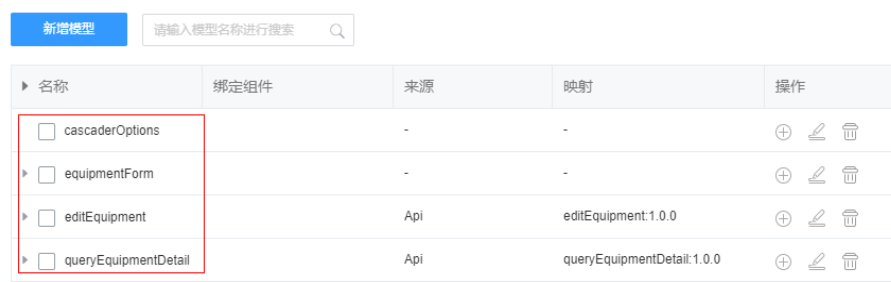 新增模型 请输入模型名称进行搜索
名称 绑定组件 来源 映射 操作
cascaderOptions - -
equipmentForm - -
editEquipment Api editEquipment:1.0.0
queryEquipmentDetail Api queryEquipmentDetail:1.0.0